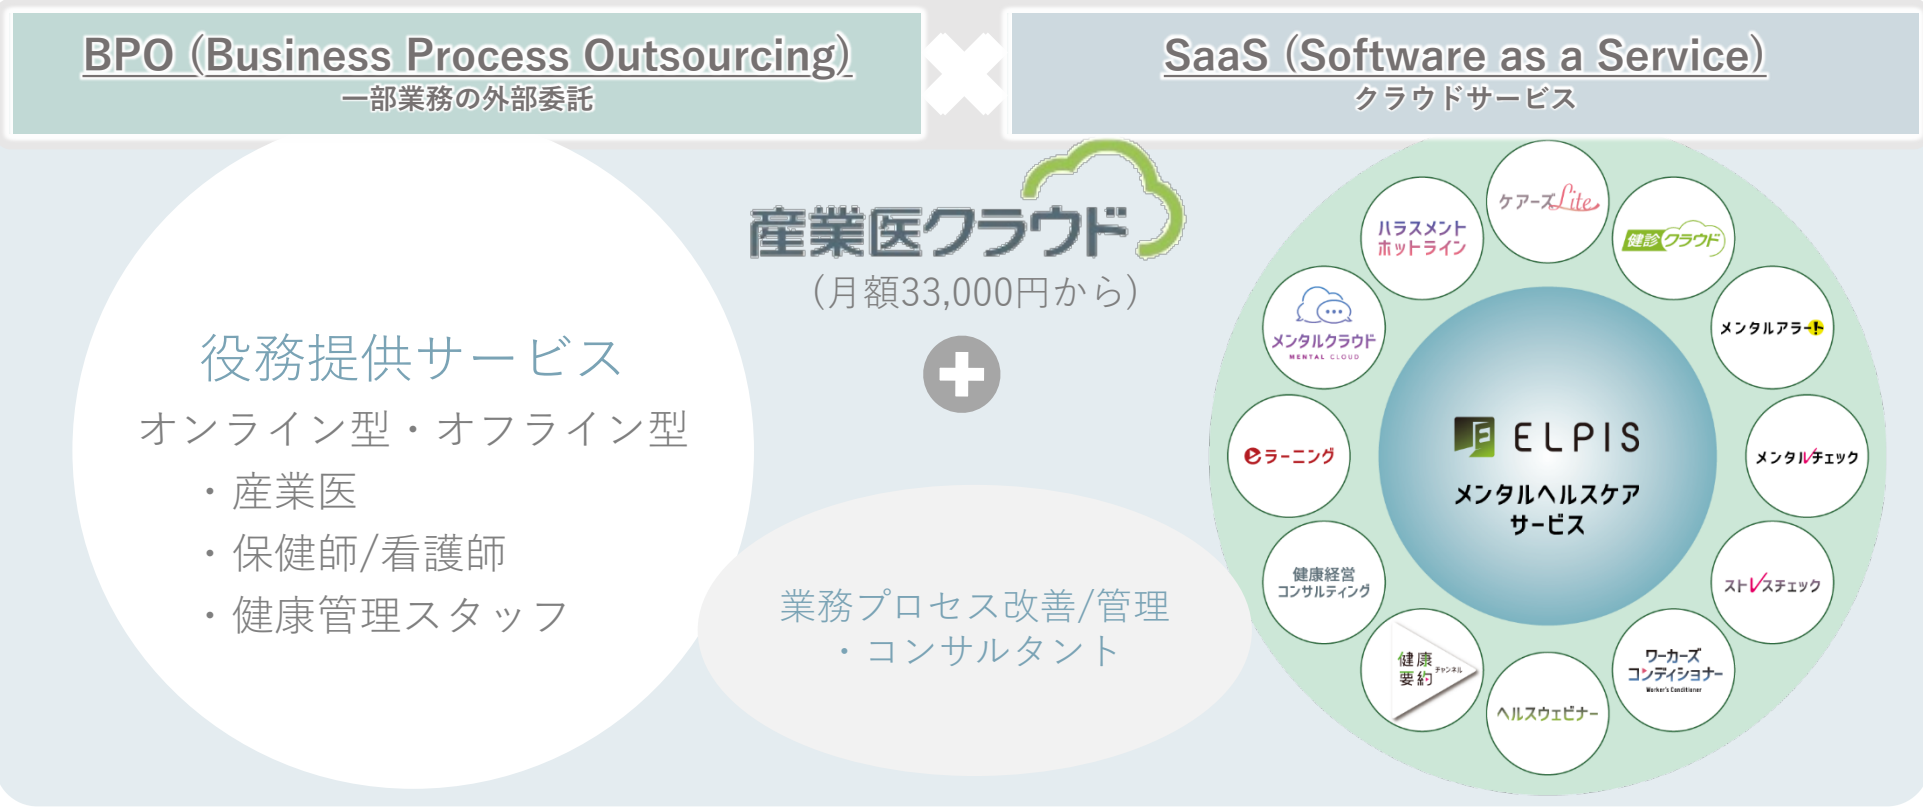 BPO (Business Process Outsourcing)
一部業務の外部委託
SaaS (Software as a Service)
クラウドサービス
産業医クラウド
(月額33,000円から)
役務提供サービス
オンライン型・オフライン型
・産業医
・保健師/看護師
・健康管理スタッフ
業務プロセス改善/管理
・コンサルタント
ELPIS
メンタルヘルスケア
サービス
ケアーズLite
健診クラウド
メンタルアラート
メンタルチェック
ストレスチェック
ワーカーズ
コンディショナー
Worker's Conditioner
ヘルスウェビナー
健康
要約
チャンネル
健康経営
コンサルティング
eラーニング
メンタルクラウド
MENTAL CLOUD
ハラスメント
ホットライン